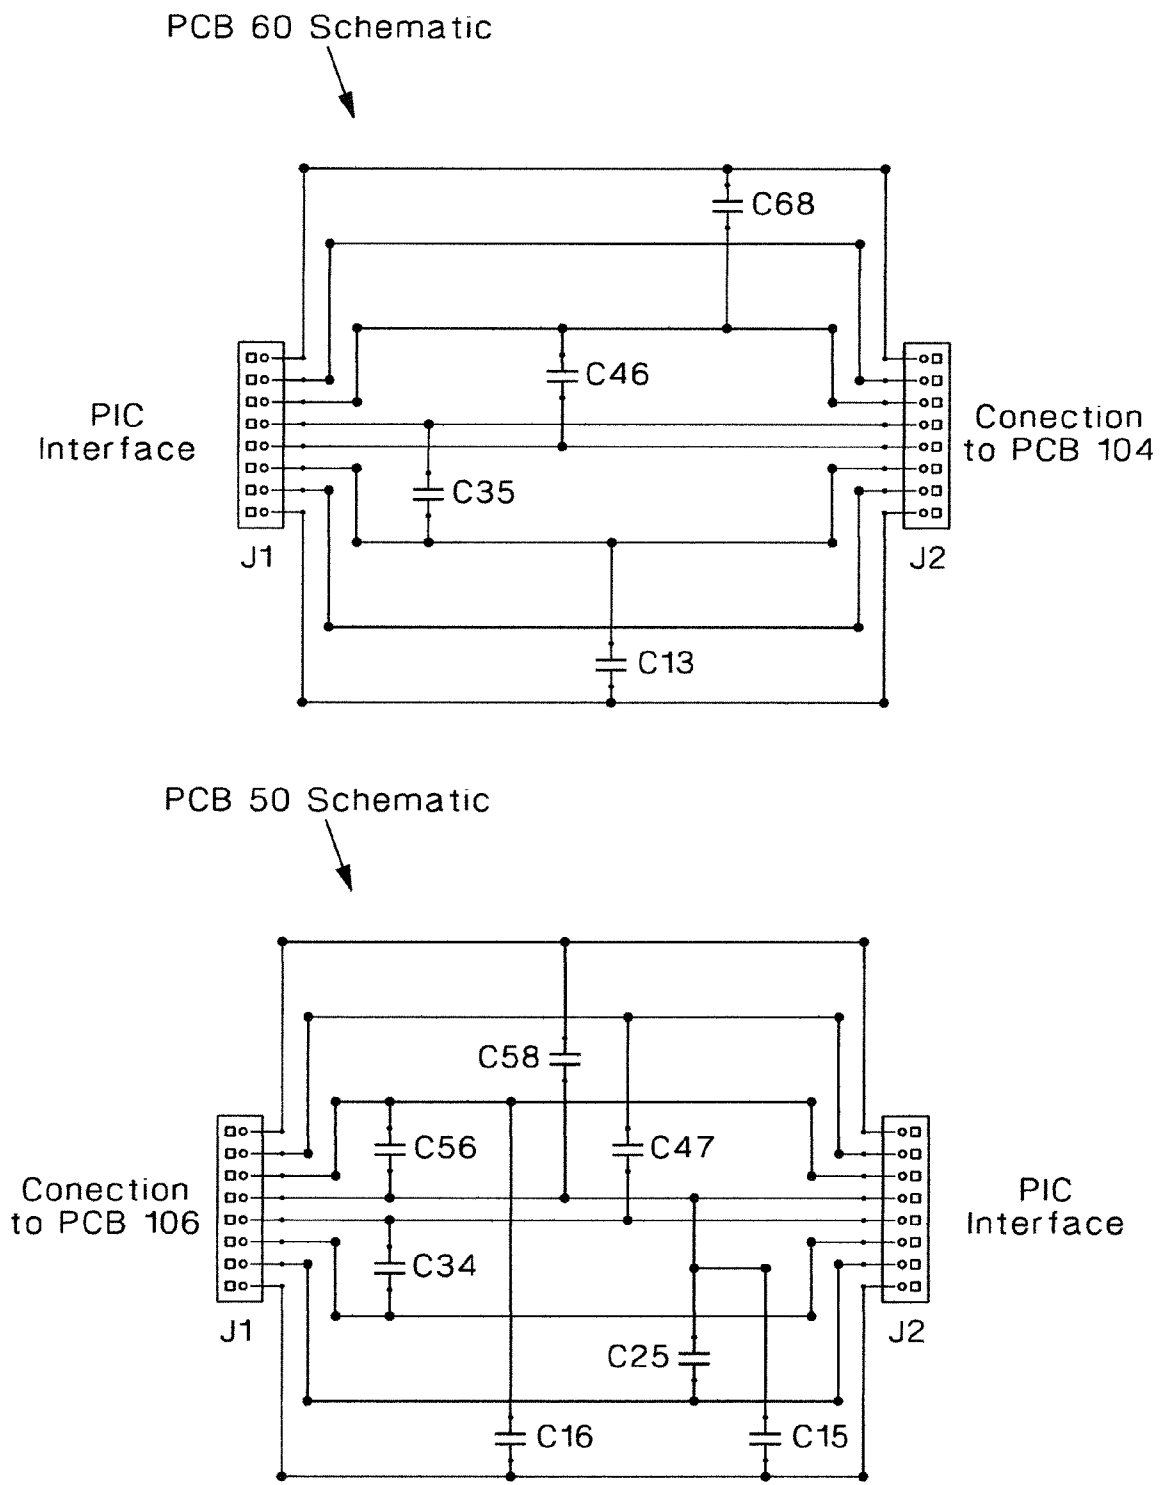 PCB 60 Schematic
C68
C46
PIC
Interface
Conection
to PCB 104
C35
J1
J2
C13
PCB 50 Schematic
C58
C56
C47
Conection
to PCB 106
PIC
Interface
C34
J1
J2
C25
C16
C15